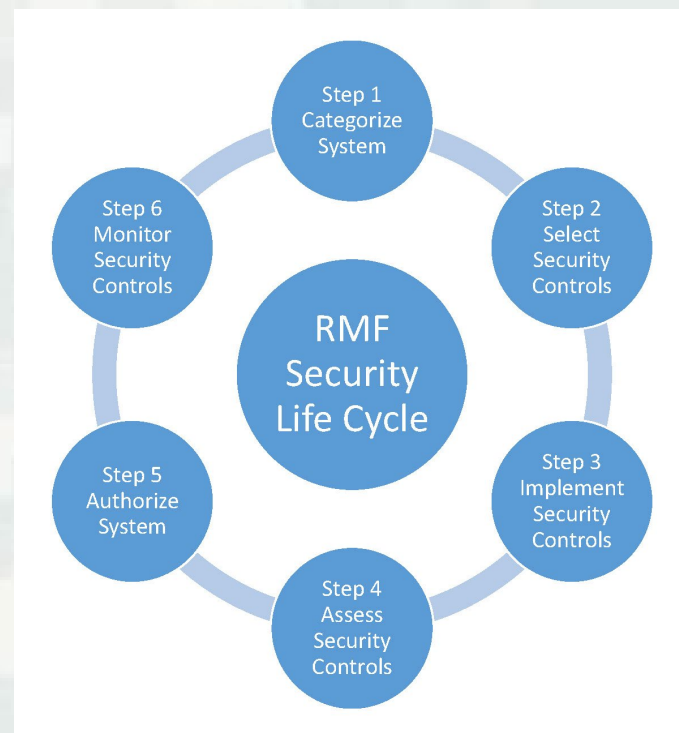 Step 1
Categorize
System
Step 2
Select
Security
Controls
Step 3
Implement
Security
Controls
Step 4
Assess
Security
Controls
Step 5
Authorize
System
Step 6
Monitor
Security
Controls
RMF
Security
Life Cycle